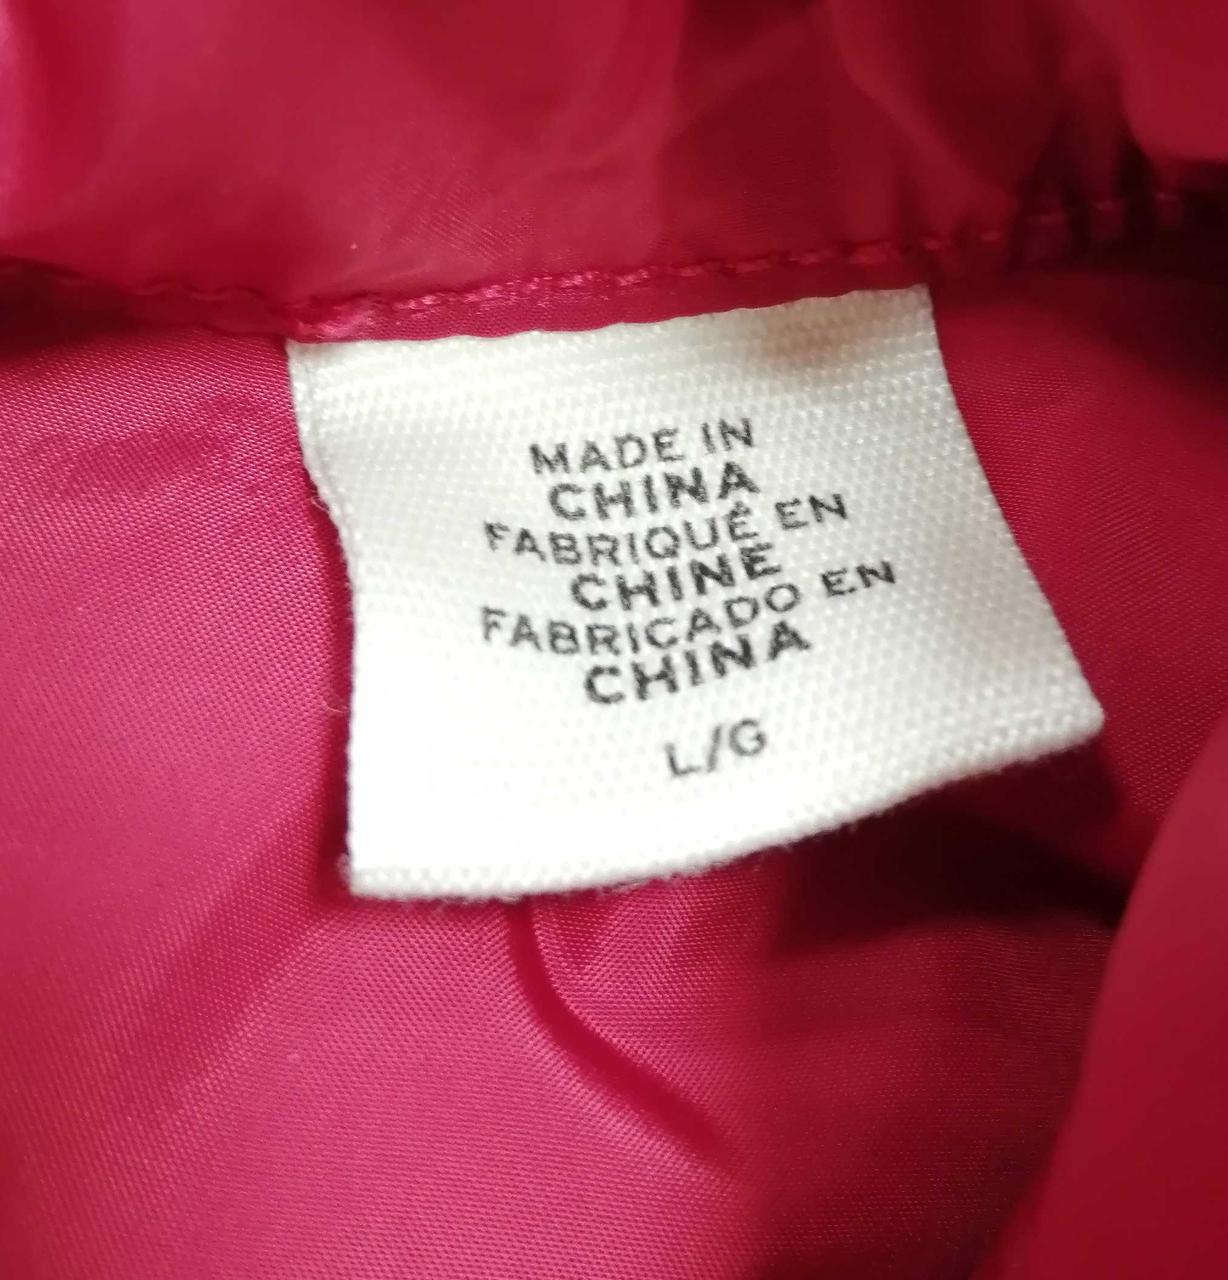 MADE IN
CHINA
FABRIQUÉ EN
CHINE
FABRICADO EN
CHINA
L/G